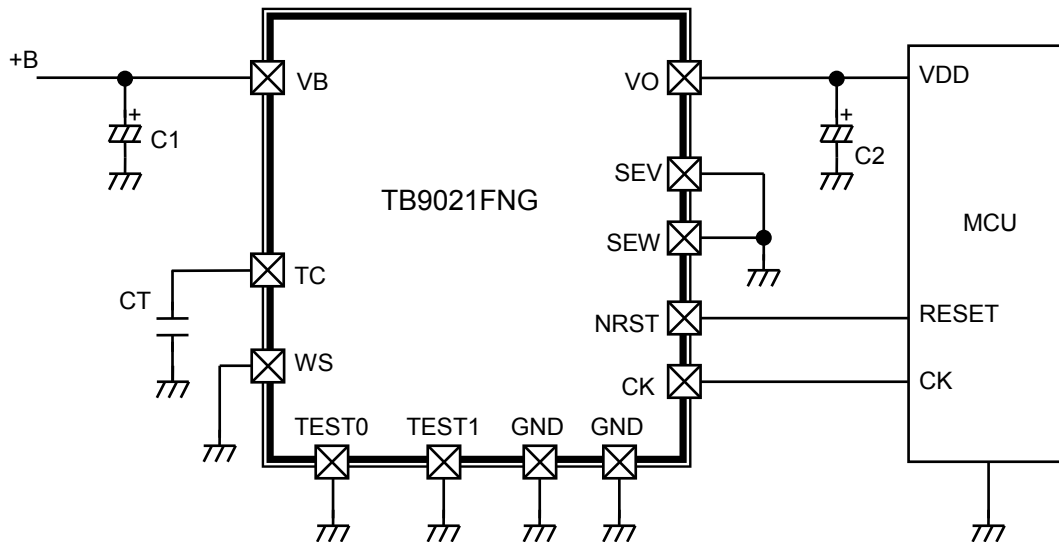 +B
VB
VO
VDD
+
C1
+
C2
SEV
TB9021FNG
SEW
MCU
TC
CT
NRST
RESET
WS
CK
CK
TEST0
TEST1
GND
GND